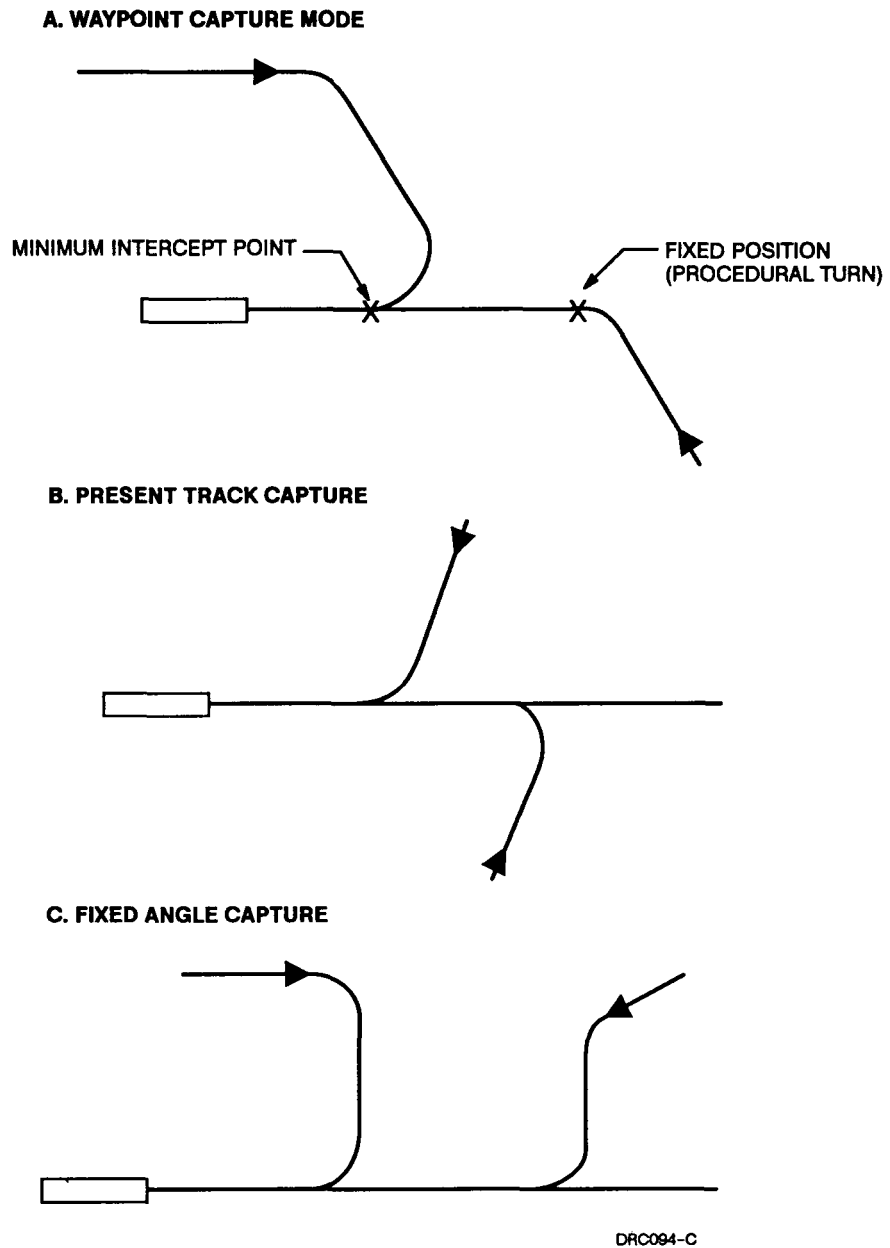 A. WAYPOINT CAPTURE MODE
MINIMUM INTERCEPT POINT
FIXED POSITION
(PROCEDURAL TURN)
B. PRESENT TRACK CAPTURE
C. FIXED ANGLE CAPTURE
DRC094-C